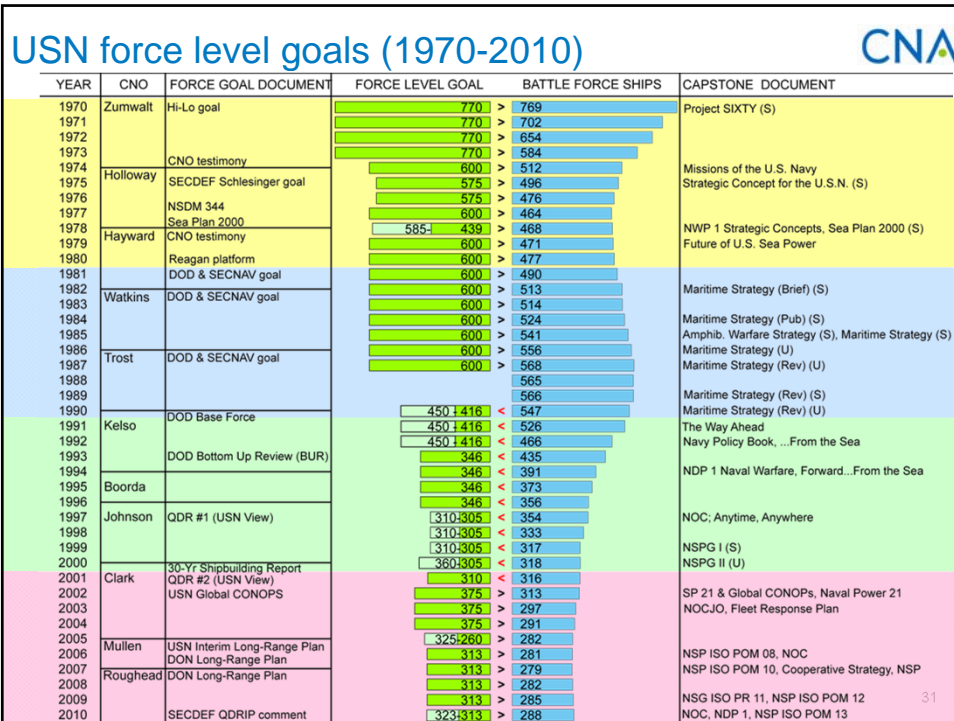 USN force level goals (1970-2010)
CNA
YEAR CNO FORCE GOAL DOCUMENT FORCE LEVEL GOAL BATTLE FORCE SHIPS CAPSTONE DOCUMENT
1970 Zumwalt Hi-Lo goal 770 > 769 Project SIXTY (S)
1971 770 > 702
1972 770 > 654
1973 770 > 584
CNO testimony
1974 600 > 512 Missions of the U.S. Navy
Holloway
1975 SECDEF Schlesinger goal 575 > 496 Strategic Concept for the U.S.N. (S)
1976 575 > 476
NSDM 344
1977 600 > 464
Sea Plan 2000
1978 585- 439 > 468 NWP 1 Strategic Concepts, Sea Plan 2000 (S)
Hayward CNO testimony
1979 600 > 471 Future of U.S. Sea Power
1980 Reagan platform 600 > 477
1981 DOD & SECNAV goal 600 > 490
1982 600 > 513 Maritime Strategy (Brief) (S)
Watkins DOD & SECNAV goal
1983 600 > 514
1984 600 > 524 Maritime Strategy (Pub) (S)
1985 600 > 541 Amphib. Warfare Strategy (S), Maritime Strategy (S)
1986 600 > 556 Maritime Strategy (U)
Trost DOD & SECNAV goal
1987 600 > 568 Maritime Strategy (Rev) (U)
1988 565
1989 566 Maritime Strategy (Rev) (S)
1990 450 - 416 < 547 Maritime Strategy (Rev) (U)
DOD Base Force
1991 Kelso 450 - 416 < 526 The Way Ahead
1992 450 - 416 < 466 Navy Policy Book, ...From the Sea
1993 DOD Bottom Up Review (BUR) 346 < 435
1994 346 < 391 NDP 1 Naval Warfare, Forward...From the Sea
1995 Boorda 346 < 373
1996 346 < 356
1997 Johnson QDR #1 (USN View) 310-305 < 354 NOC; Anytime, Anywhere
1998 310-305 < 333
1999 310-305 < 317 NSPG I (S)
2000 360-305 < 318 NSPG II (U)
30-Yr Shipbuilding Report
2001 Clark QDR #2 (USN View) 310 < 316
2002 USN Global CONOPS 375 > 313 SP 21 & Global CONOPs, Naval Power 21
2003 375 > 297 NOCJO, Fleet Response Plan
2004 375 > 291
2005 325-260 > 282
Mullen USN Interim Long-Range Plan
2006 313 > 281 NSP ISO POM 08, NOC
DON Long-Range Plan
2007 313 > 279 NSP ISO POM 10, Cooperative Strategy, NSP
Roughead DON Long-Range Plan
2008 313 > 282
2009 313 > 285 NSG ISO PR 11, NSP ISO POM 12
31
2010 SECDEF QDRIP comment 323-313 > 288 NOC, NDP 1, NSP ISO POM 13